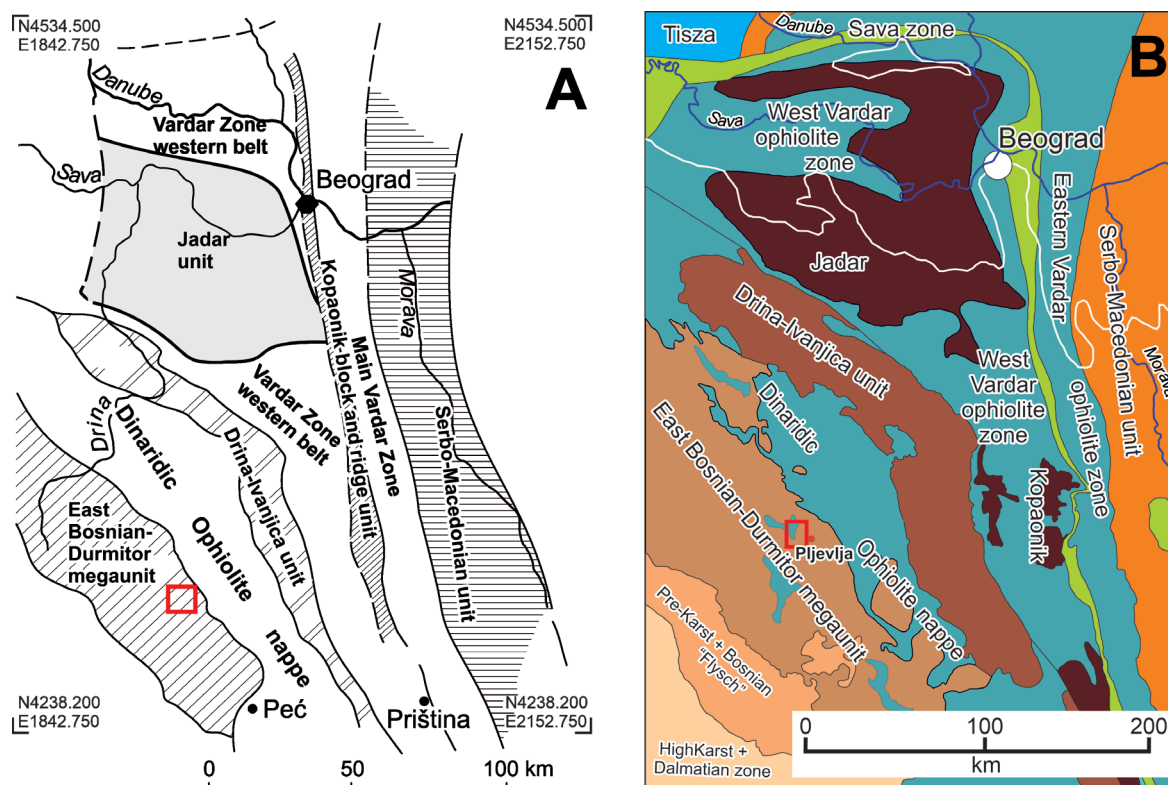 N4534.500
E1842.750
N4534.500
E2152.750
A
Danube
Vardar Zone
western belt
Sava
Beograd
Jadar
unit
Morava
Kopaonik-block and ridge unit
Main Vardar Zone
Vardar Zone
western belt
Serbo-Macedonian unit
Drina
Dinaridic
Ophiolite
nappe
Drina-Ivanjica unit
East
Bosnian-
Durmitor
megaunit
N4238.200
E1842.750
Peć
Priština
N4238.200
E2152.750
0 50 100 km
B
Tisza
Danube
Sava zone
Sava
West Vardar
ophiolite
zone
Beograd
Eastern Vardar
ophiolite zone
Serbo-Macedonian unit
Morava
Jadar
Drina-Ivanjica unit
West
Vardar
ophiolite
zone
Dinaridic
Ophiolite nappe
East Bosnian-Durmitor megaunit
Kopaonik
Pljevlja
Pre-Karst + Bosnian
"Flysch"
HighKarst +
Dalmatian zone
0 100 200
km